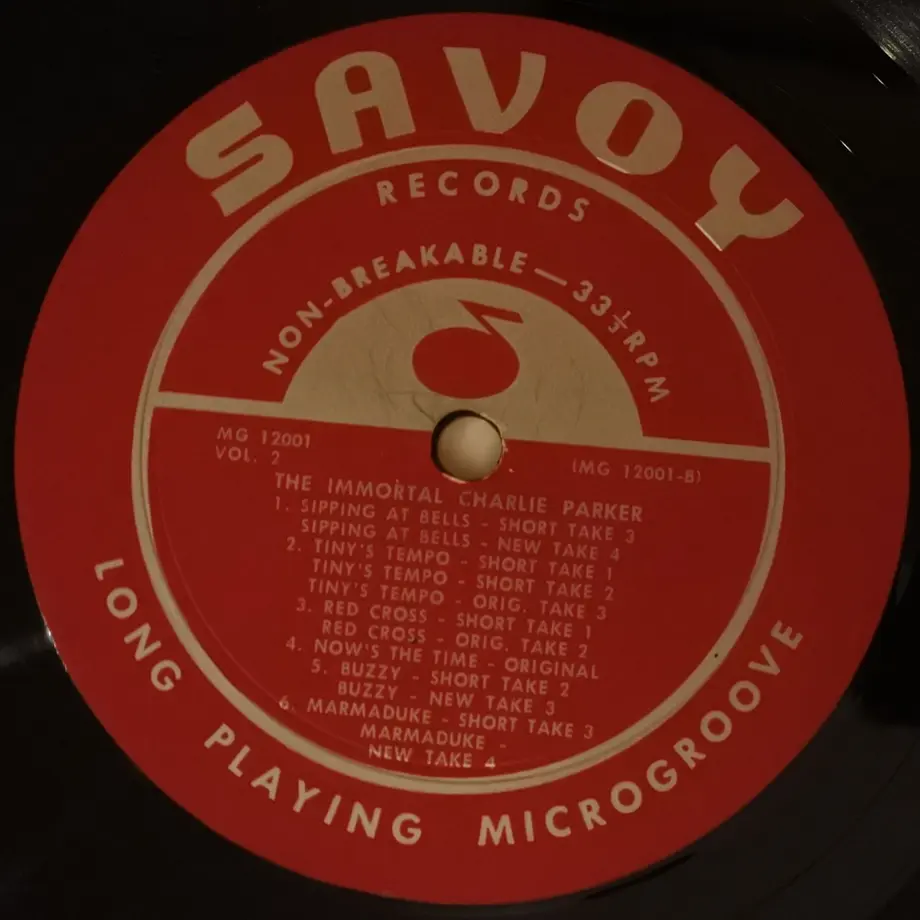 SAVOY
RECORDS
NON-BREAKABLE—33⅓RPM
MG 12001
VOL. 2
(MG 12001-B)
THE IMMORTAL CHARLIE PARKER
1. SIPPING AT BELLS - SHORT TAKE 3
SIPPING AT BELLS - NEW TAKE 4
2. TINY'S TEMPO - SHORT TAKE 1
TINY'S TEMPO - SHORT TAKE 2
TINY'S TEMPO - ORIG. TAKE 3
3. RED CROSS - SHORT TAKE 1
RED CROSS - ORIG. TAKE 2
4. NOW'S THE TIME - ORIGINAL
5. BUZZY - SHORT TAKE 2
BUZZY - NEW TAKE 3
6. MARMADUKE - SHORT TAKE 3
MARMADUKE -
NEW TAKE 4
LONG PLAYING MICROGROOVE